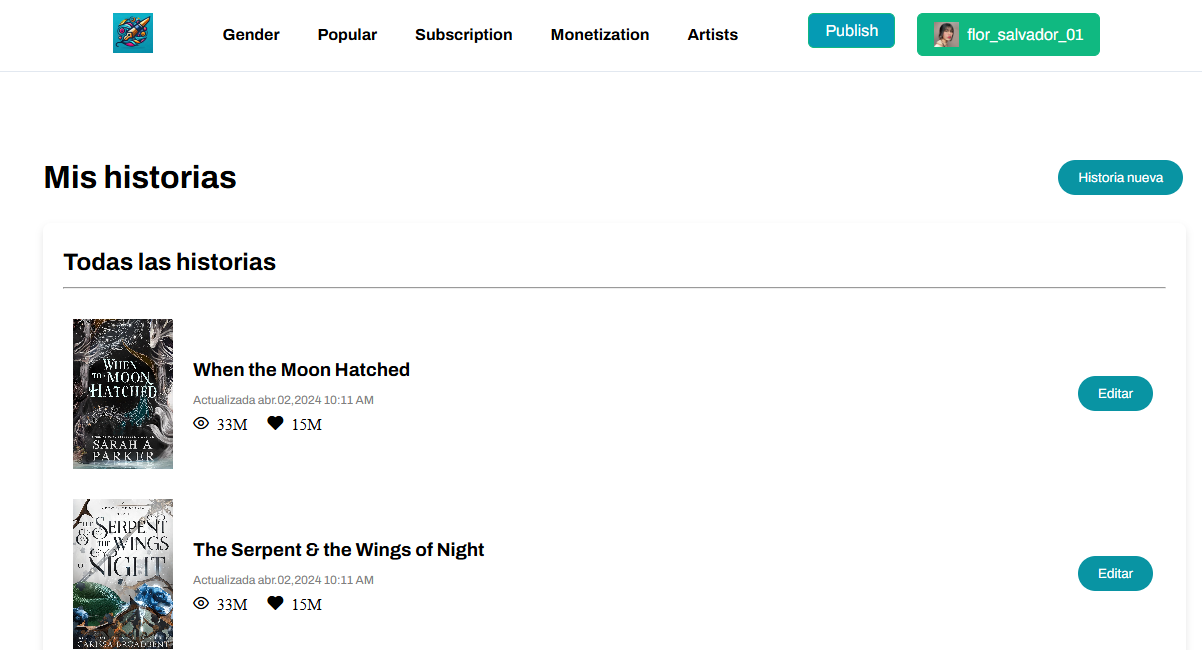 Gender Popular Subscription Monetization Artists Publish flor_salvador_01
Mis historias
Historia nueva
Todas las historias
WHEN
THE MOON
HATCHED
SARAH A
PARKER
When the Moon Hatched
Actualizada abr.02,2024 10:11 AM
33M 15M
Editar
THE
SERPENT
& THE
WINGS
OF
NIGHT
CARISSA BROADBENT
The Serpent & the Wings of Night
Actualizada abr.02,2024 10:11 AM
33M 15M
Editar